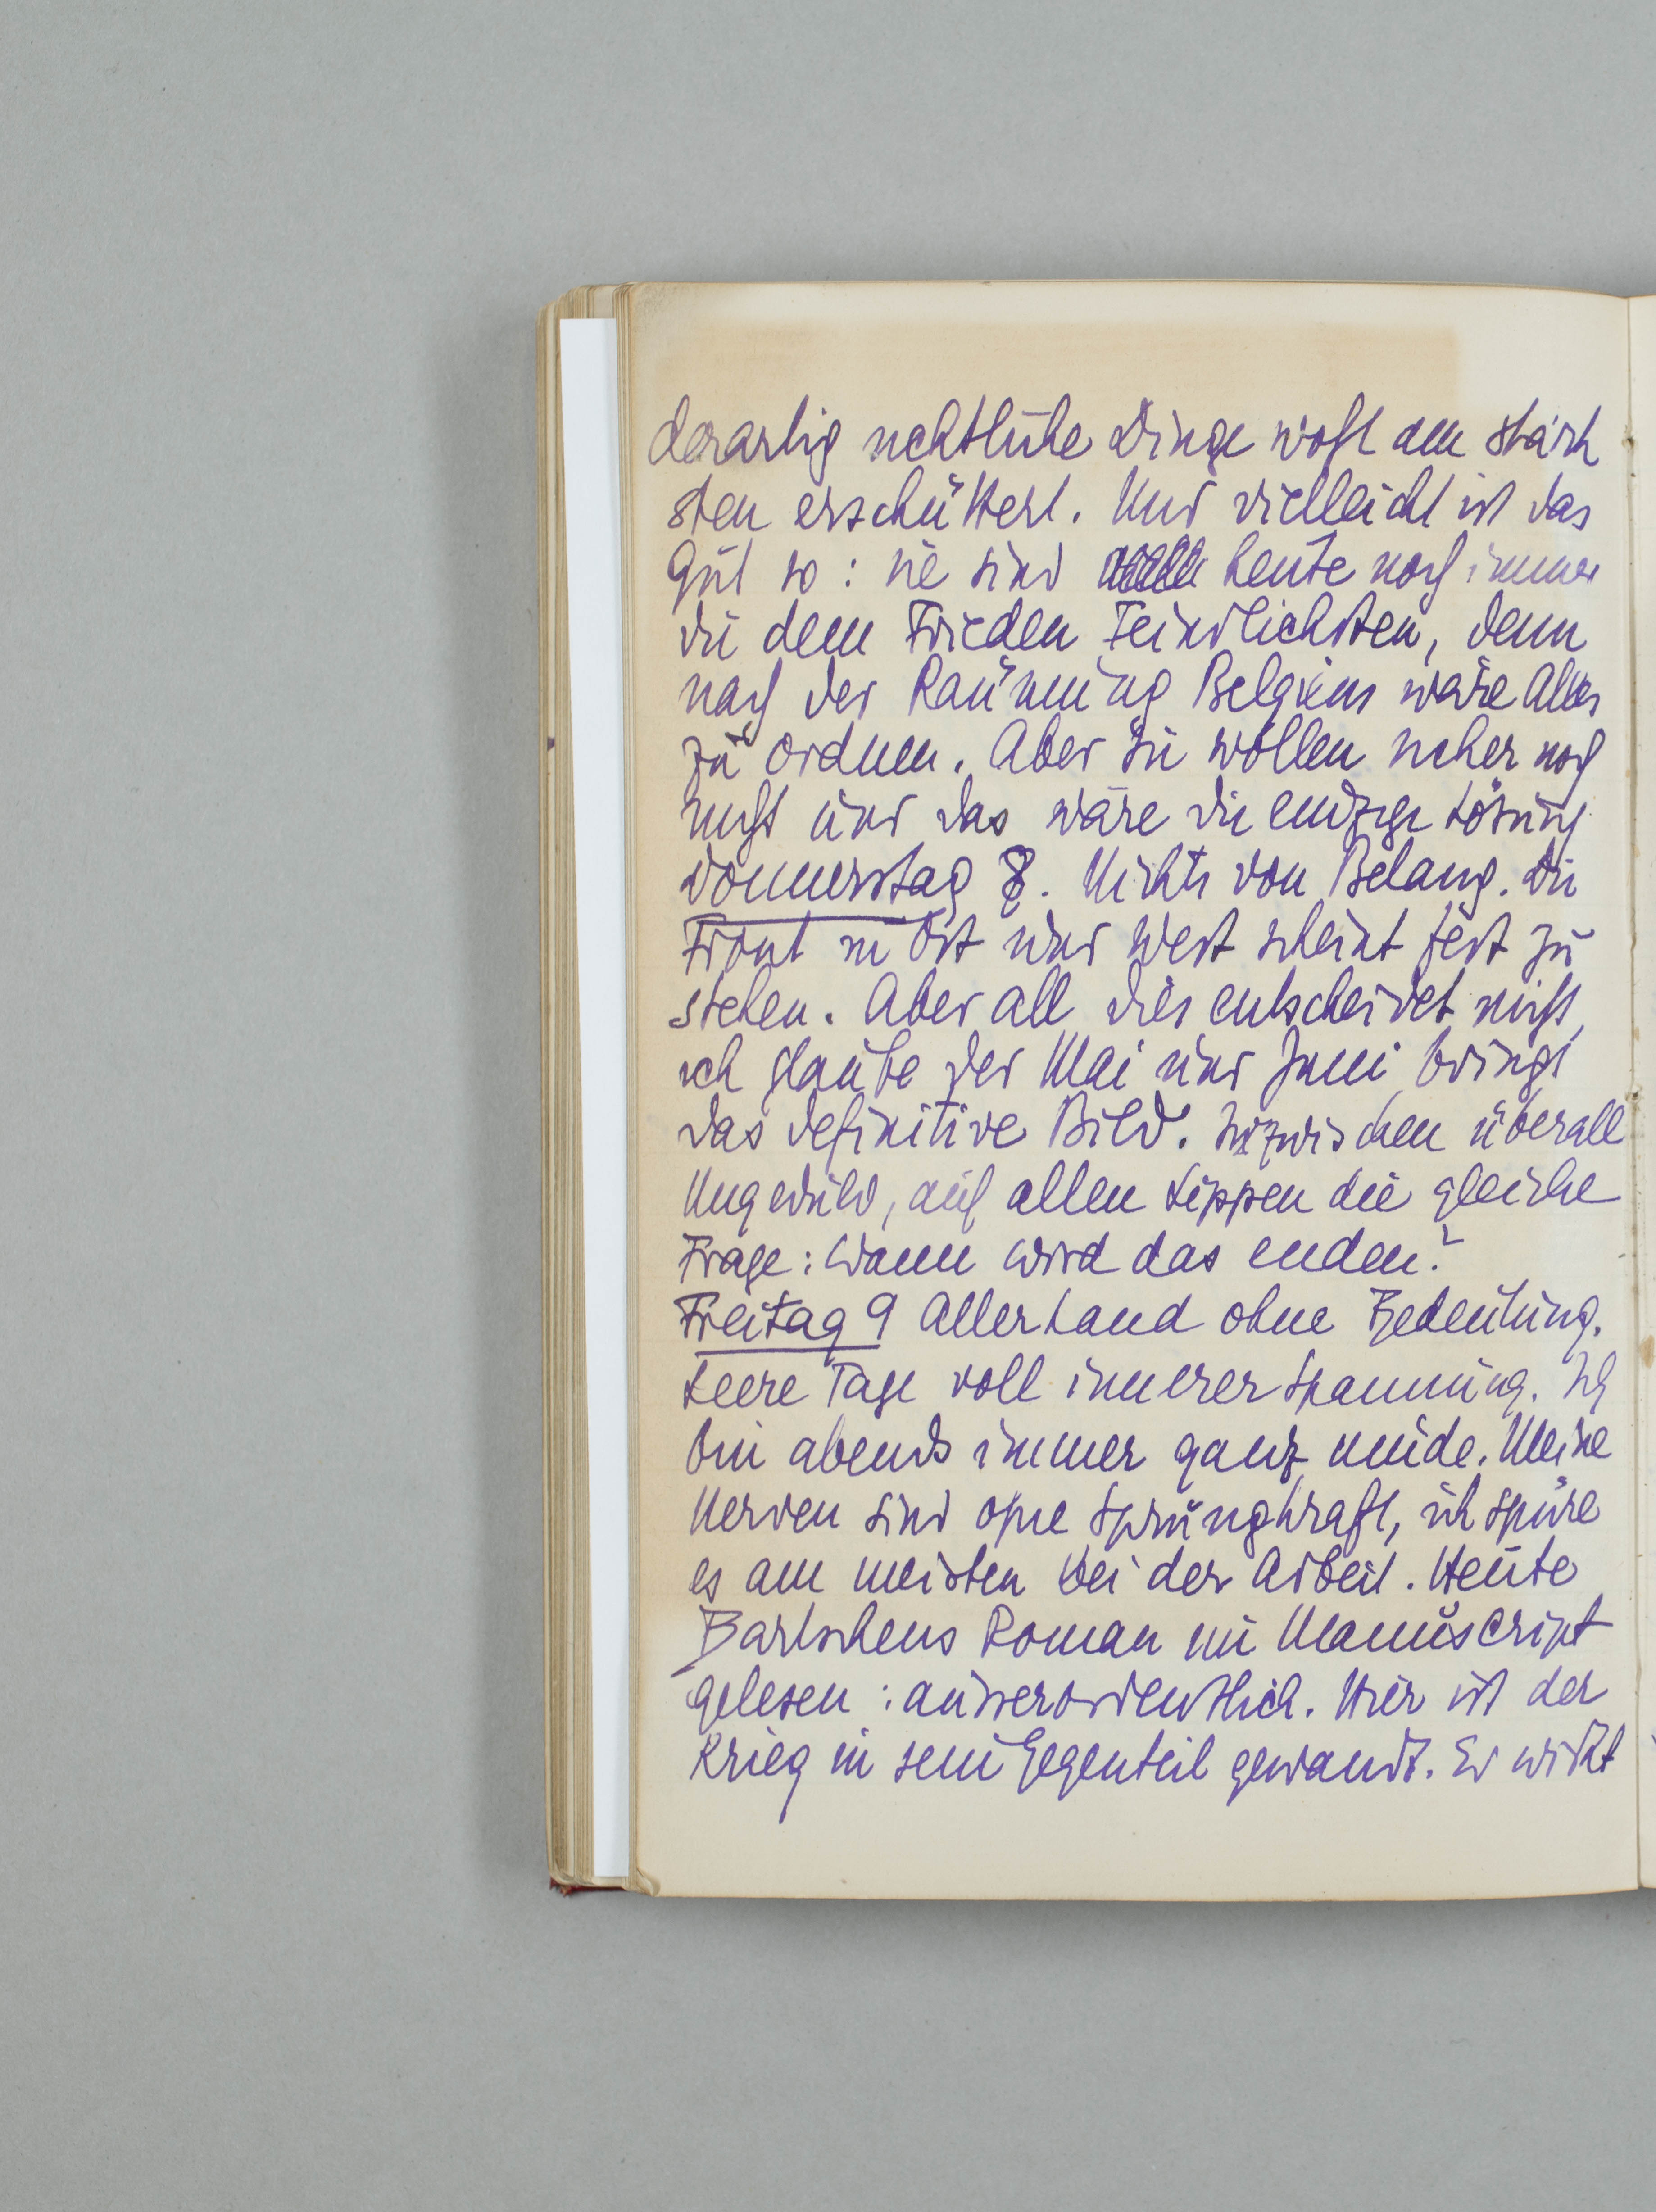 derartig nichtliche Dinge wohl am stärk
sten erschüttert. Und vielleicht ist das
gut so: sie sind heute noch immer
die dem Frieden Feindlichsten, denn
nach der Räumung Belgiens wäre Alles
zu ordnen. Aber sie wollen sicher noch
nicht und das wäre die einzige Lösung
Donnerstag 8. Nichts von Belang. Die
Front in Ost und West scheint fest zu
stehen. Aber all dies entscheidet nicht,
ich glaube der Mai und Juni bringt
das definitive Bild. Inzwischen überall
Ungeduld, auf allen Lippen die gleiche
Frage: Wann wird das enden?
Freitag 9 Allerhand ohne Bedeutung.
Leere Tage voll innerer Spannung. Ich
bin abends immer ganz müde. Meine
Nerven sind ohne Sprungkraft, ich spüre
es am meisten bei der Arbeit. Heute
Bartschens Roman im Manuscript
gelesen: ausserordentlich. Hier ist der
Krieg in sein Gegenteil gewandt. Er wirkt